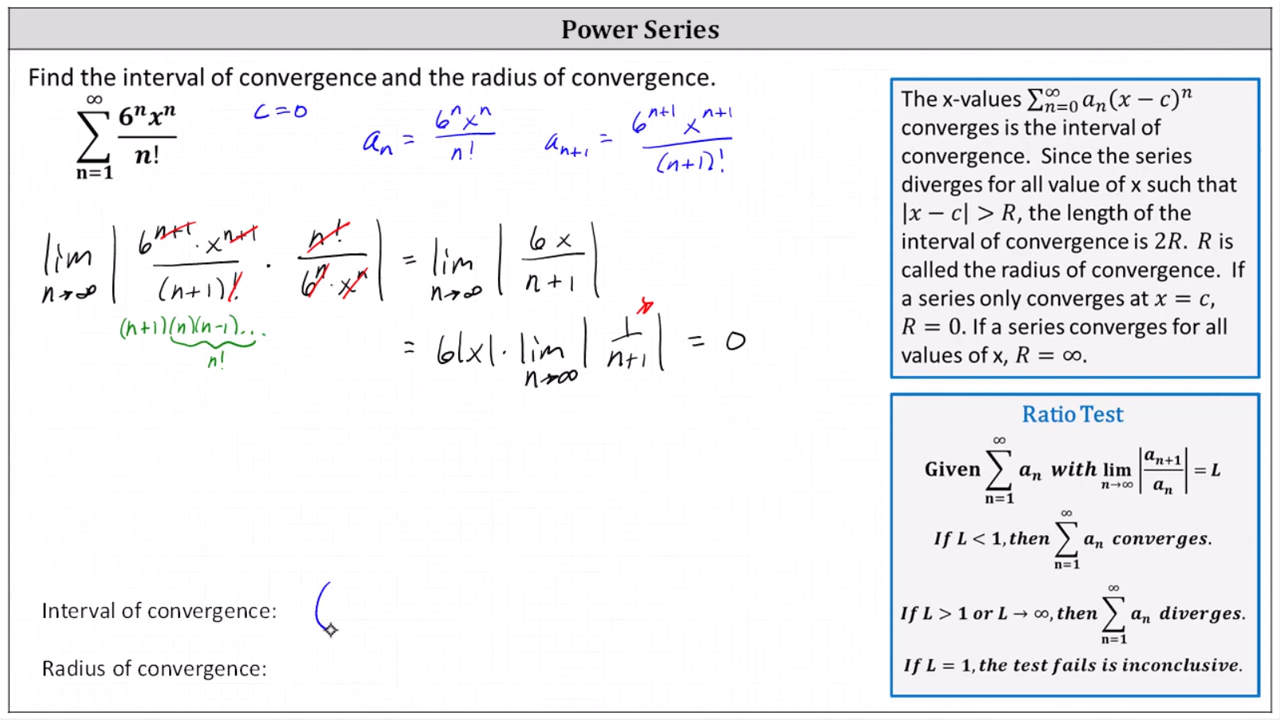 Power Series
Find the interval of convergence and the radius of convergence.
∞
∑ 6ⁿxⁿ / n!
n=1
c = 0
aₙ = 6ⁿxⁿ / n!
aₙ₊₁ = 6ⁿ⁺¹ xⁿ⁺¹ / (n+1)!
lim n→∞ | 6ⁿ⁺¹ · xⁿ⁺¹ / (n+1)! · n! / 6ⁿ · xⁿ | = lim n→∞ | 6x / n+1 |
(n+1)(n)(n-1)...
n!
= 6|x| · lim n→∞ | 1 / n+1 | = 0
Interval of convergence: (
Radius of convergence:
The x-values ∑ₙ₌₀^∞ aₙ(x − c)ⁿ
converges is the interval of
convergence. Since the series
diverges for all value of x such that
|x − c| > R, the length of the
interval of convergence is 2R. R is
called the radius of convergence. If
a series only converges at x = c,
R = 0. If a series converges for all
values of x, R = ∞.
Ratio Test
Given ∑ₙ₌₁^∞ aₙ with lim n→∞ | aₙ₊₁ / aₙ | = L
If L < 1, then ∑ₙ₌₁^∞ aₙ converges.
If L > 1 or L → ∞, then ∑ₙ₌₁^∞ aₙ diverges.
If L = 1, the test fails is inconclusive.